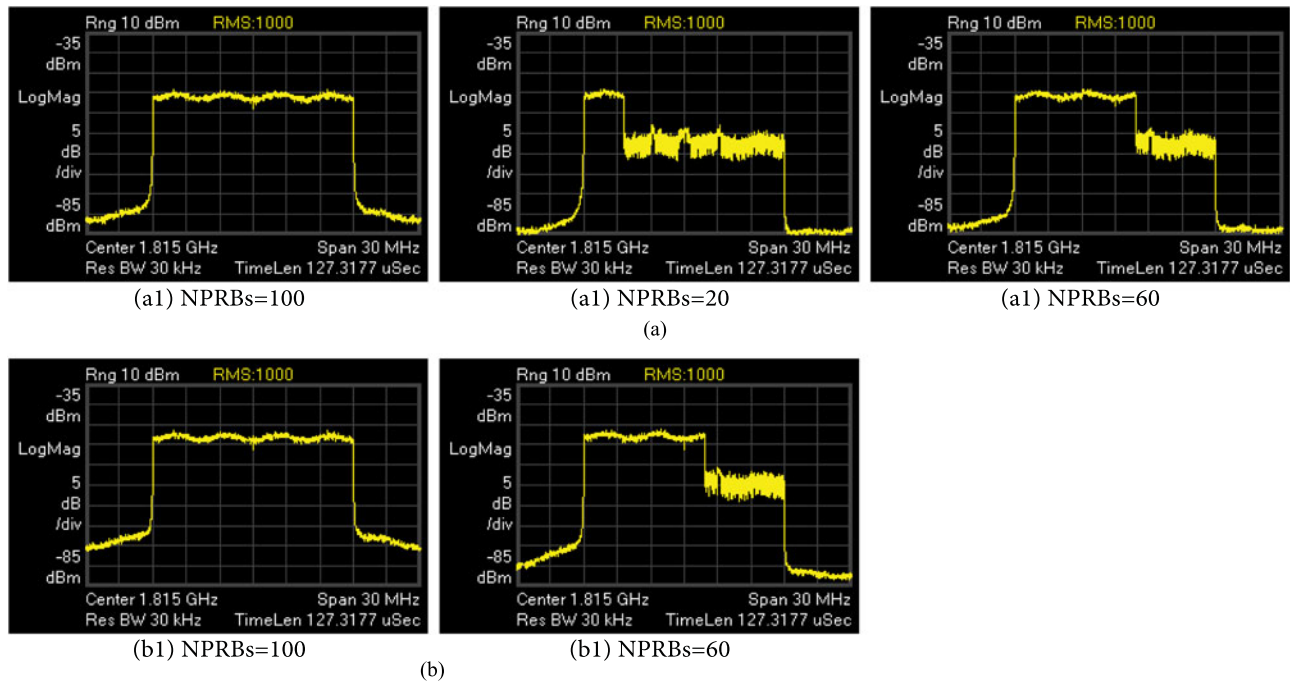 Rng 10 dBm RMS:1000
-35
dBm
LogMag
5
dB
/div
-85
dBm
Center 1.815 GHz Span 30 MHz
Res BW 30 kHz TimeLen 127.3177 uSec
(a1) NPRBs=100
Rng 10 dBm RMS:1000
-35
dBm
LogMag
5
dB
/div
-85
dBm
Center 1.815 GHz Span 30 MHz
Res BW 30 kHz TimeLen 127.3177 uSec
(a1) NPRBs=20
Rng 10 dBm RMS:1000
-35
dBm
LogMag
5
dB
/div
-85
dBm
Center 1.815 GHz Span 30 MHz
Res BW 30 kHz TimeLen 127.3177 uSec
(a1) NPRBs=60
(a)
Rng 10 dBm RMS:1000
-35
dBm
LogMag
5
dB
/div
-85
dBm
Center 1.815 GHz Span 30 MHz
Res BW 30 kHz TimeLen 127.3177 uSec
(b1) NPRBs=100
Rng 10 dBm RMS:1000
-35
dBm
LogMag
5
dB
/div
-85
dBm
Center 1.815 GHz Span 30 MHz
Res BW 30 kHz TimeLen 127.3177 uSec
(b1) NPRBs=60
(b)